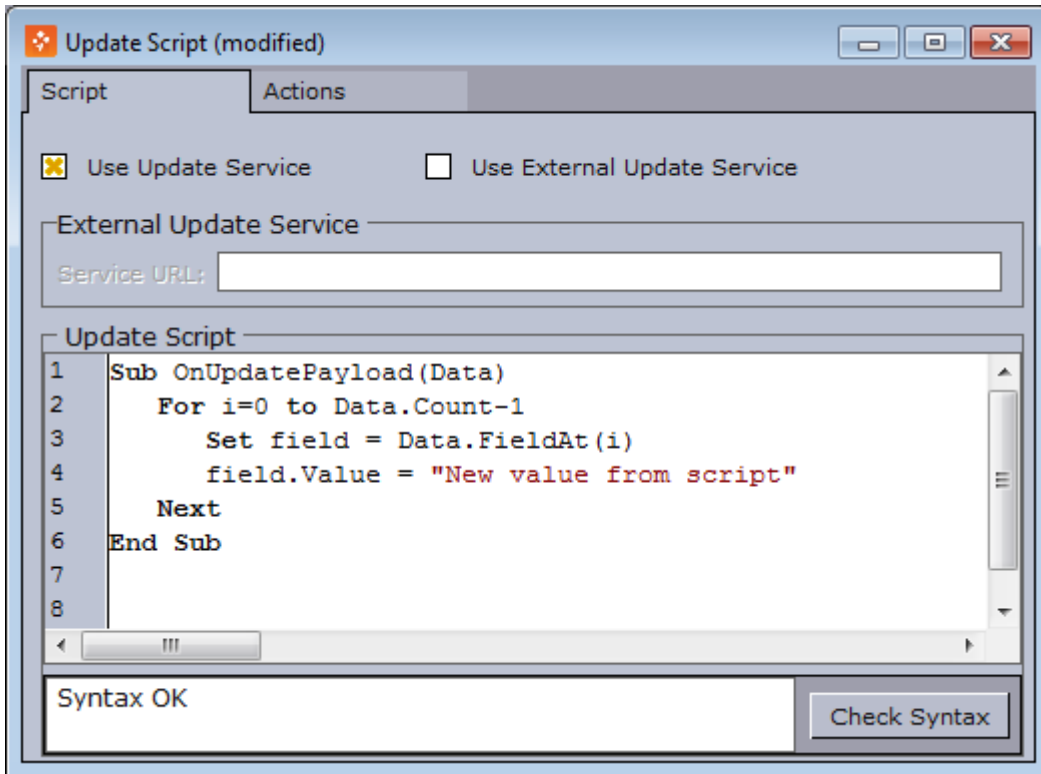 Update Script (modified)
Script Actions
Use Update Service Use External Update Service
External Update Service
Service URL:
Update Script
1 Sub OnUpdatePayload(Data)
2 For i=0 to Data.Count-1
3 Set field = Data.FieldAt(i)
4 field.Value = "New value from script"
5 Next
6 End Sub
7
8
Syntax OK
Check Syntax